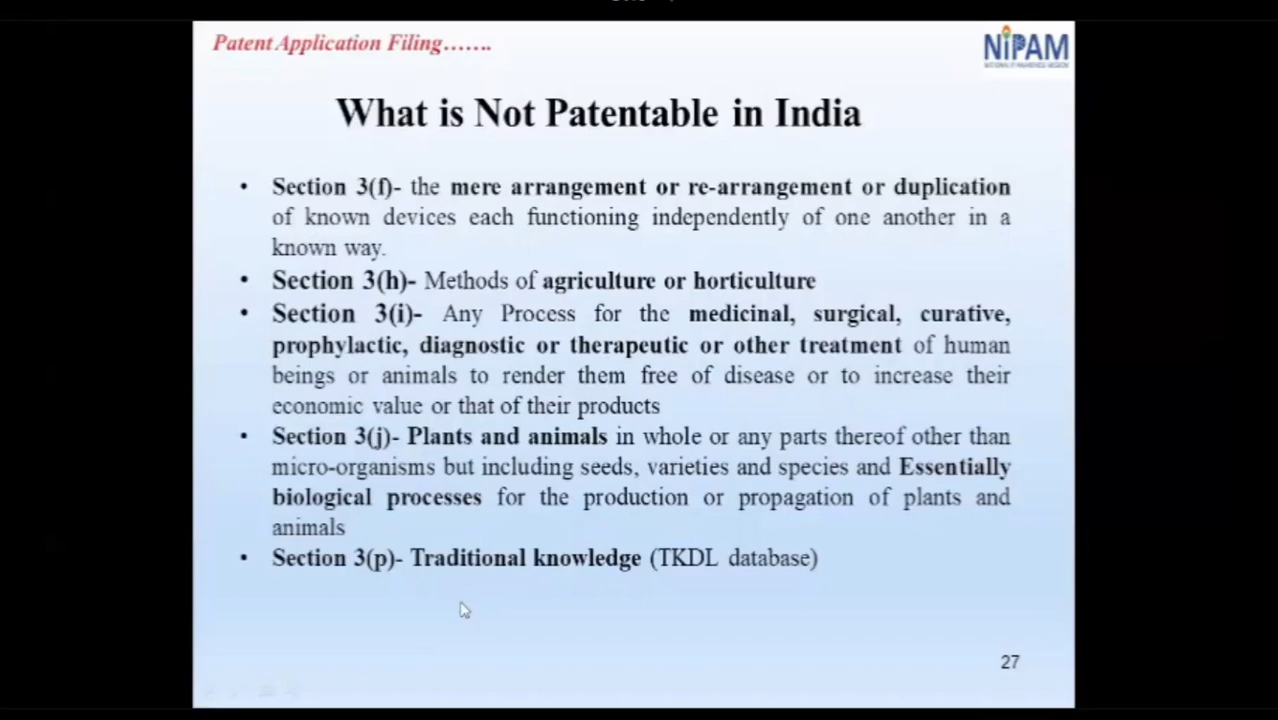 Patent Application Filing.......
NIPAM
What is Not Patentable in India
• Section 3(f)- the mere arrangement or re-arrangement or duplication
of known devices each functioning independently of one another in a
known way.
• Section 3(h)- Methods of agriculture or horticulture
• Section 3(i)- Any Process for the medicinal, surgical, curative,
prophylactic, diagnostic or therapeutic or other treatment of human
beings or animals to render them free of disease or to increase their
economic value or that of their products
• Section 3(j)- Plants and animals in whole or any parts thereof other than
micro-organisms but including seeds, varieties and species and Essentially
biological processes for the production or propagation of plants and
animals
• Section 3(p)- Traditional knowledge (TKDL database)
27